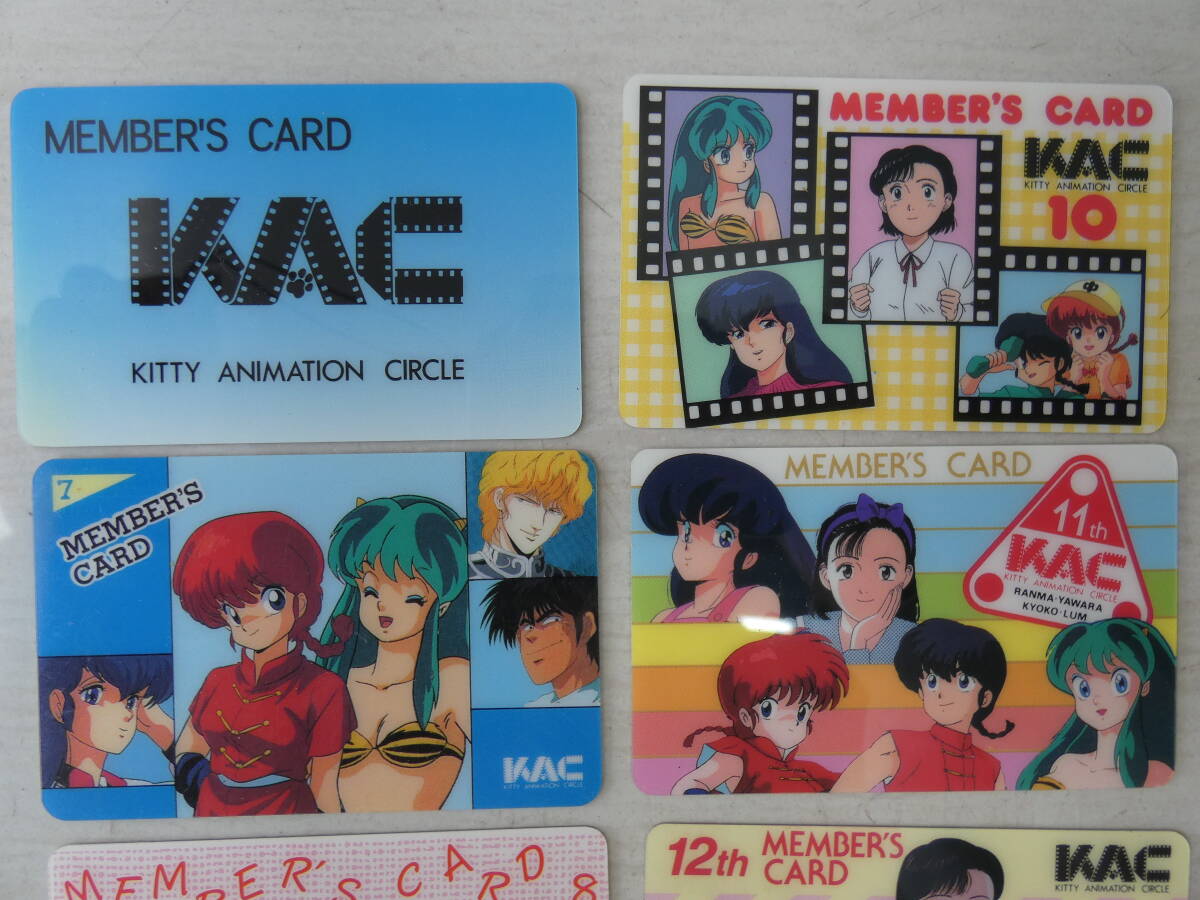 MEMBER'S CARD
KAC
KITTY ANIMATION CIRCLE
MEMBER'S CARD
KAC
KITTY ANIMATION CIRCLE
10
7
MEMBER'S
CARD
KAC
KITTY ANIMATION CIRCLE
MEMBER'S CARD
11th
KAC
KITTY ANIMATION CIRCLE
RANMA·YAWARA
KYOKO·LUM
MEMBER'S CARD 8
12th MEMBER'S
CARD
KAC
KITTY ANIMATION CIRCLE